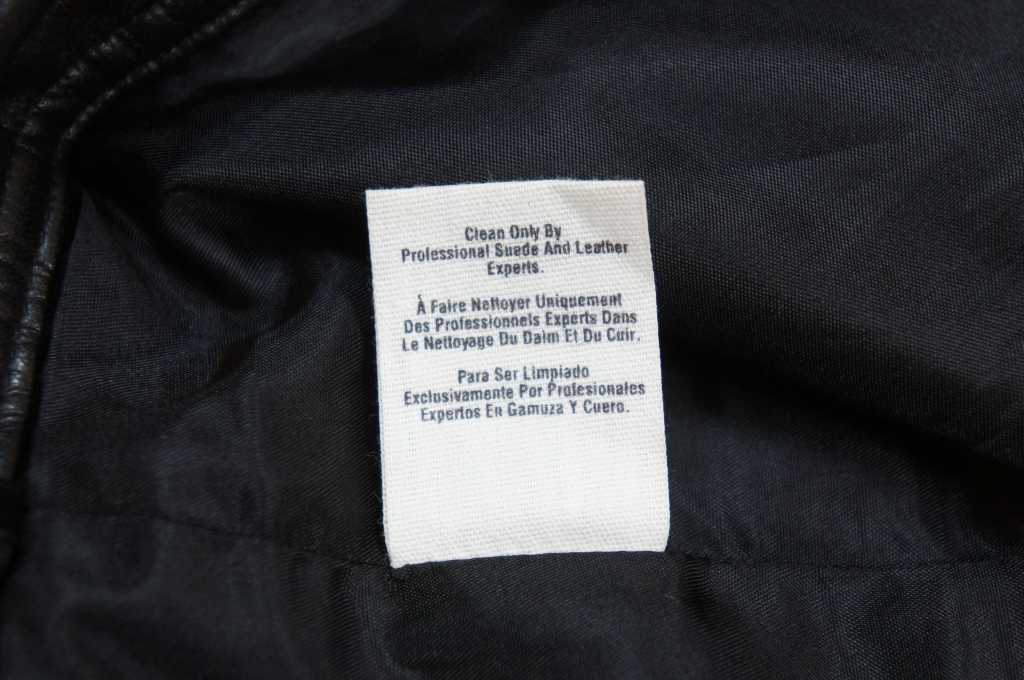 Clean Only By
Professional Suede And Leather
Experts.
À Faire Nettoyer Uniquement
Des Professionnels Experts Dans
Le Nettoyage Du Daim Et Du Cuir.
Para Ser Limpiado
Exclusivamente Por Profesionales
Expertos En Gamuza Y Cuero.